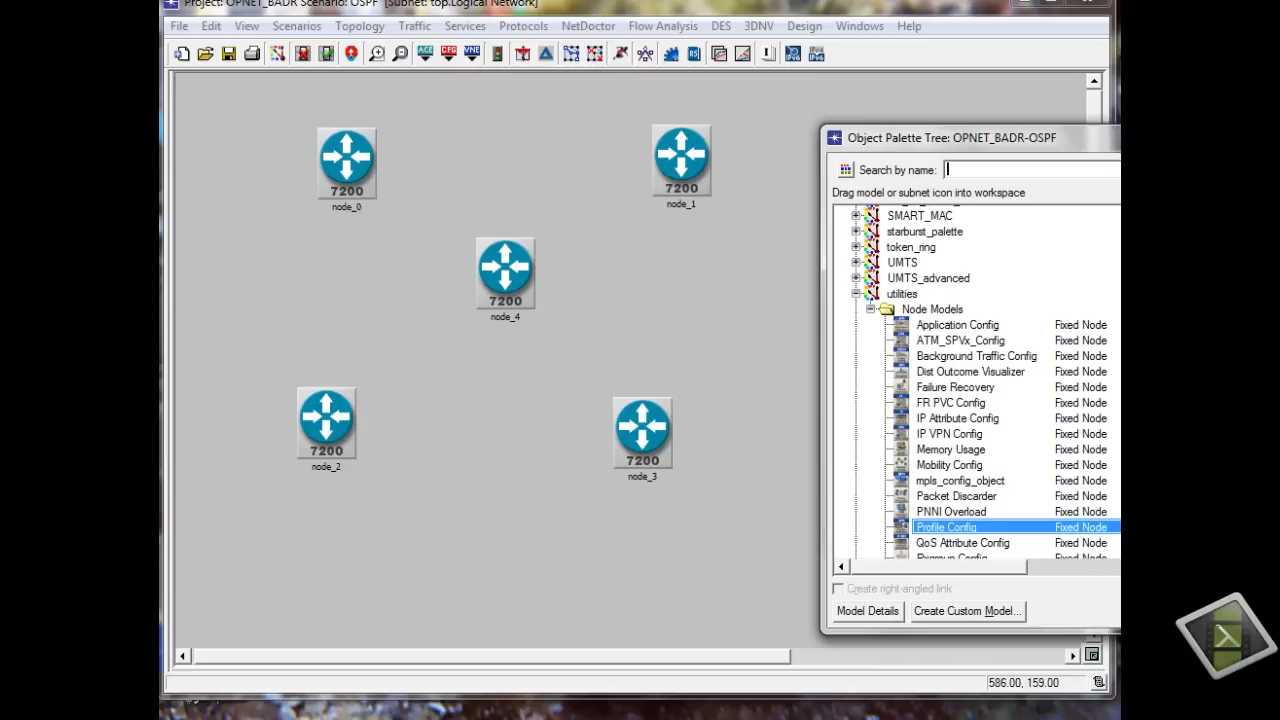 Project: OPNET_BADR Scenario: OSPF [Subnet: top.Logical Network]
File Edit View Scenarios Topology Traffic Services Protocols NetDoctor Flow Analysis DES 3DNV Design Windows Help
ACE CFG VNE
7200
node_0
7200
node_1
7200
node_4
7200
node_2
7200
node_3
586.00, 159.00
Object Palette Tree: OPNET_BADR-OSPF
Search by name:
Drag model or subnet icon into workspace
SMART_MAC
starburst_palette
token_ring
UMTS
UMTS_advanced
utilities
Node Models
Application Config Fixed Node
ATM_SPVx_Config Fixed Node
Background Traffic Config Fixed Node
Dist Outcome Visualizer Fixed Node
Failure Recovery Fixed Node
FR PVC Config Fixed Node
IP Attribute Config Fixed Node
IP VPN Config Fixed Node
Memory Usage Fixed Node
Mobility Config Fixed Node
mpls_config_object Fixed Node
Packet Discarder Fixed Node
PNNI Overload Fixed Node
Profile Config Fixed Node
QoS Attribute Config Fixed Node
Create right-angled link
Model Details Create Custom Model...